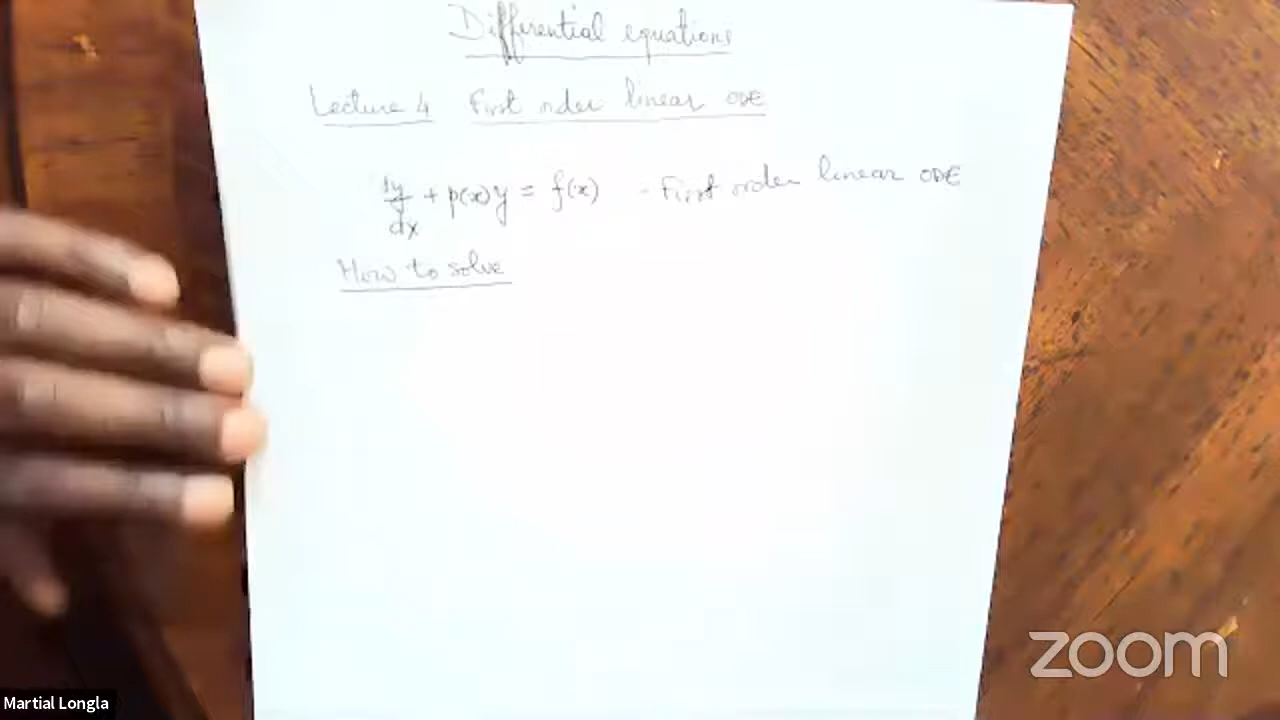 Differential equations
Lecture 4 First order linear ODE
dy/dx + p(x)y = f(x) - First order linear ODE
How to solve
zoom
Martial Longla